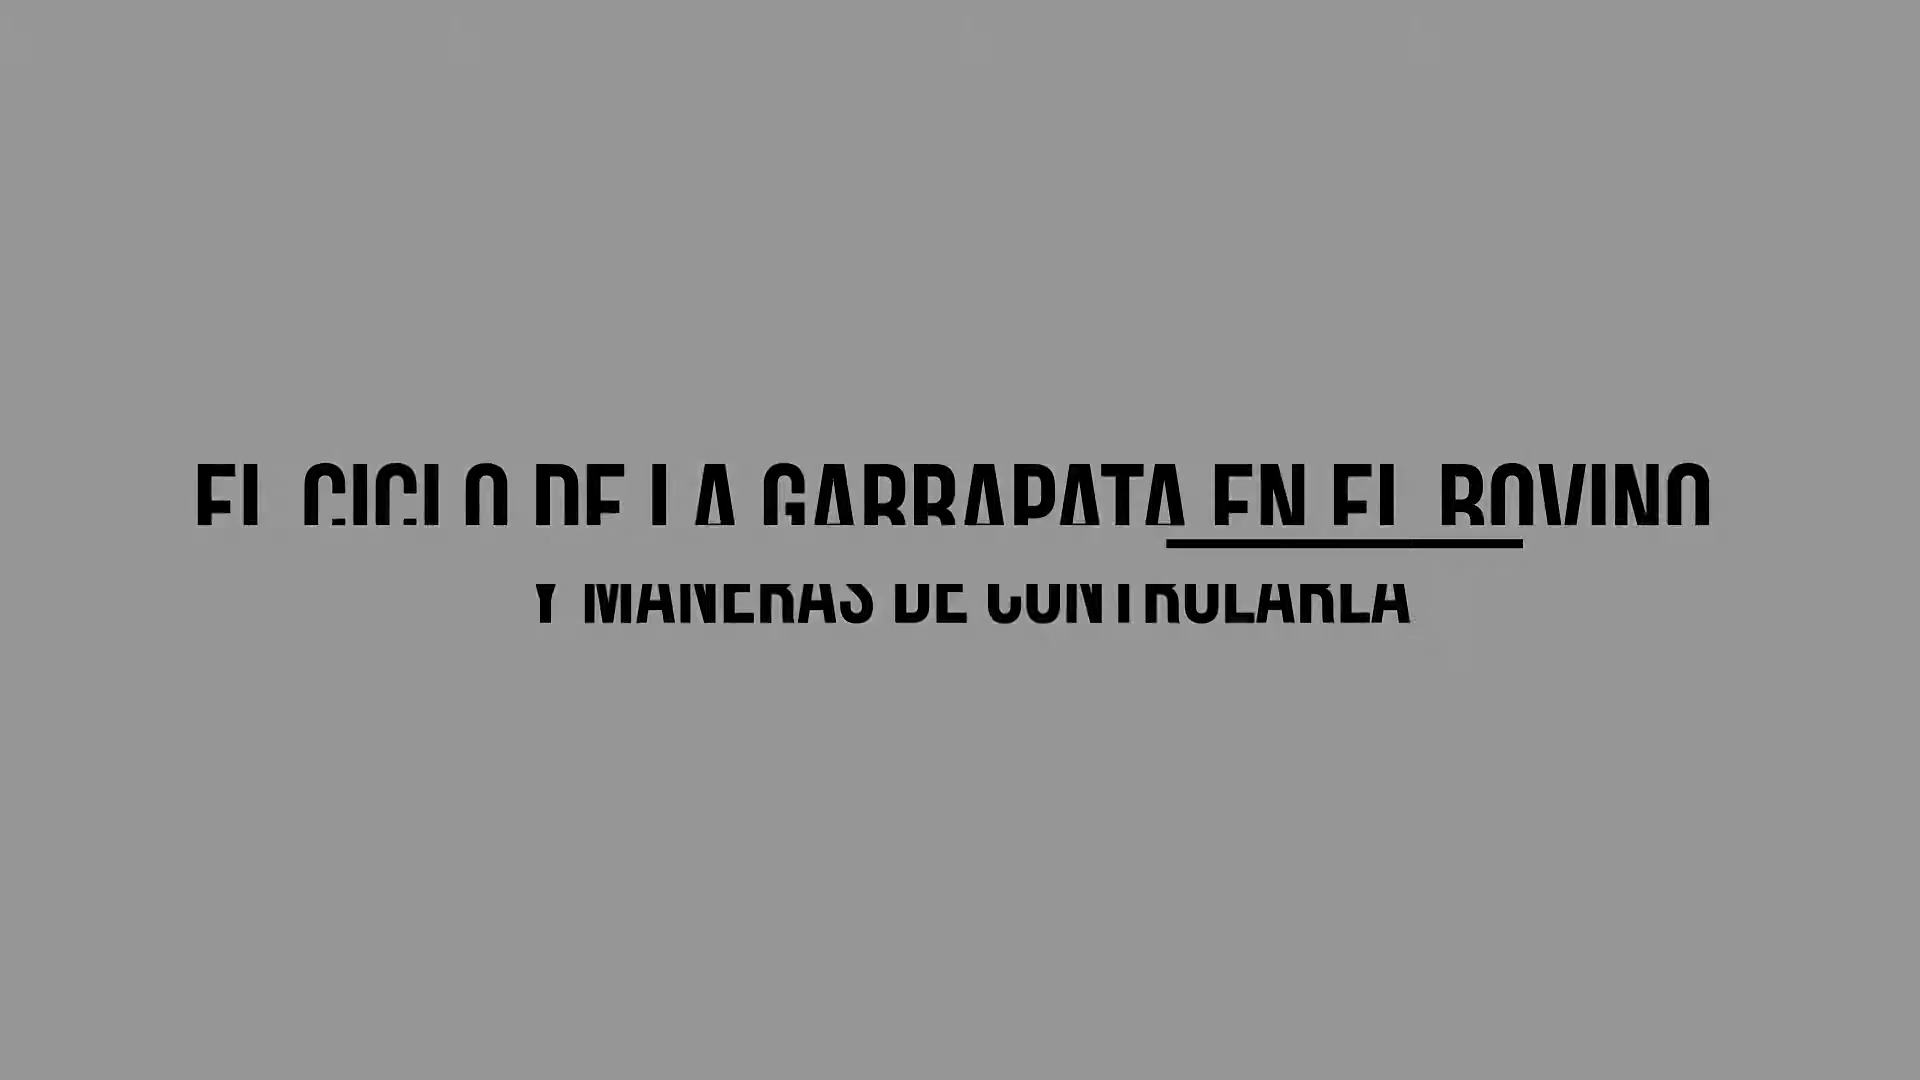 EL CICLO DE LA GARRAPATA EN EL BOVINO
Y MANERAS DE CONTROLARLA